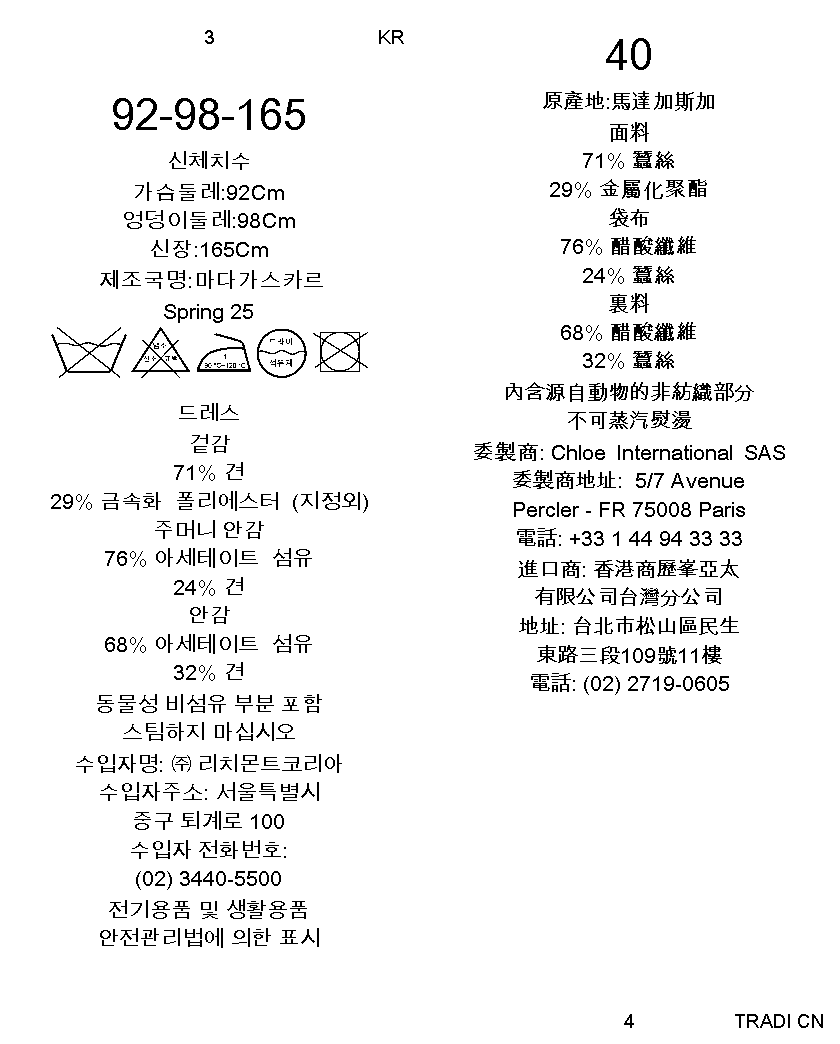 3
KR
92-98-165
신체치수
가슴둘레:92Cm
엉덩이둘레:98Cm
신장:165Cm
제조국명:마다가스카르
Spring 25
염소
산소 표백
1
90 °C~120 °C
드라이
석유계
드레스
겉감
71% 견
29% 금속화 폴리에스터 (지정외)
주머니 안감
76% 아세테이트 섬유
24% 견
안감
68% 아세테이트 섬유
32% 견
동물성 비섬유 부분 포함
스팀하지 마십시오
수입자명: ㈜ 리치몬트코리아
수입자주소: 서울특별시
중구 퇴계로 100
수입자 전화번호:
(02) 3440-5500
전기용품 및 생활용품
안전관리법에 의한 표시
40
原產地:馬達加斯加
面料
71% 蠶絲
29% 金屬化聚酯
袋布
76% 醋酸纖維
24% 蠶絲
裏料
68% 醋酸纖維
32% 蠶絲
內含源自動物的非紡織部分
不可蒸汽熨燙
委製商: Chloe International SAS
委製商地址: 5/7 Avenue
Percler - FR 75008 Paris
電話: +33 1 44 94 33 33
進口商: 香港商歷峯亞太
有限公司台灣分公司
地址: 台北市松山區民生
東路三段109號11樓
電話: (02) 2719-0605
4
TRADI CN